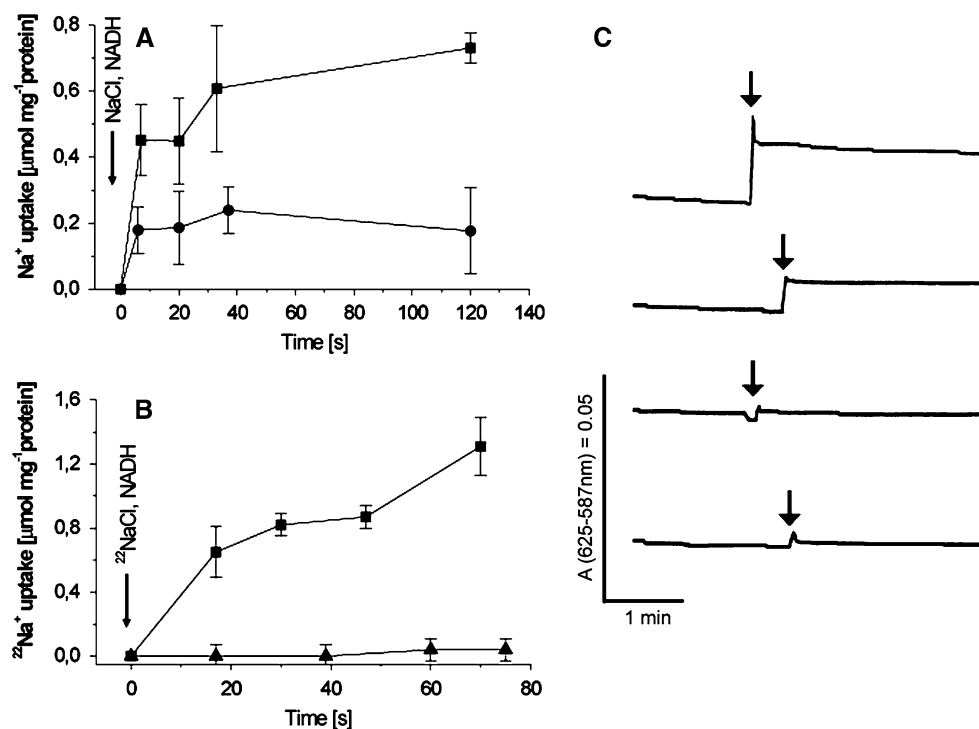 A
Na⁺ uptake [µmol mg⁻¹protein]
0,8
0,6
0,4
0,2
0,0
NaCl, NADH
0 20 40 60 80 100 120 140
Time [s]
B
²²Na⁺ uptake [µmol mg⁻¹protein]
1,6
1,2
0,8
0,4
0,0
²²NaCl, NADH
0 20 40 60 80
Time [s]
C
A (625-587nm) = 0.05
1 min